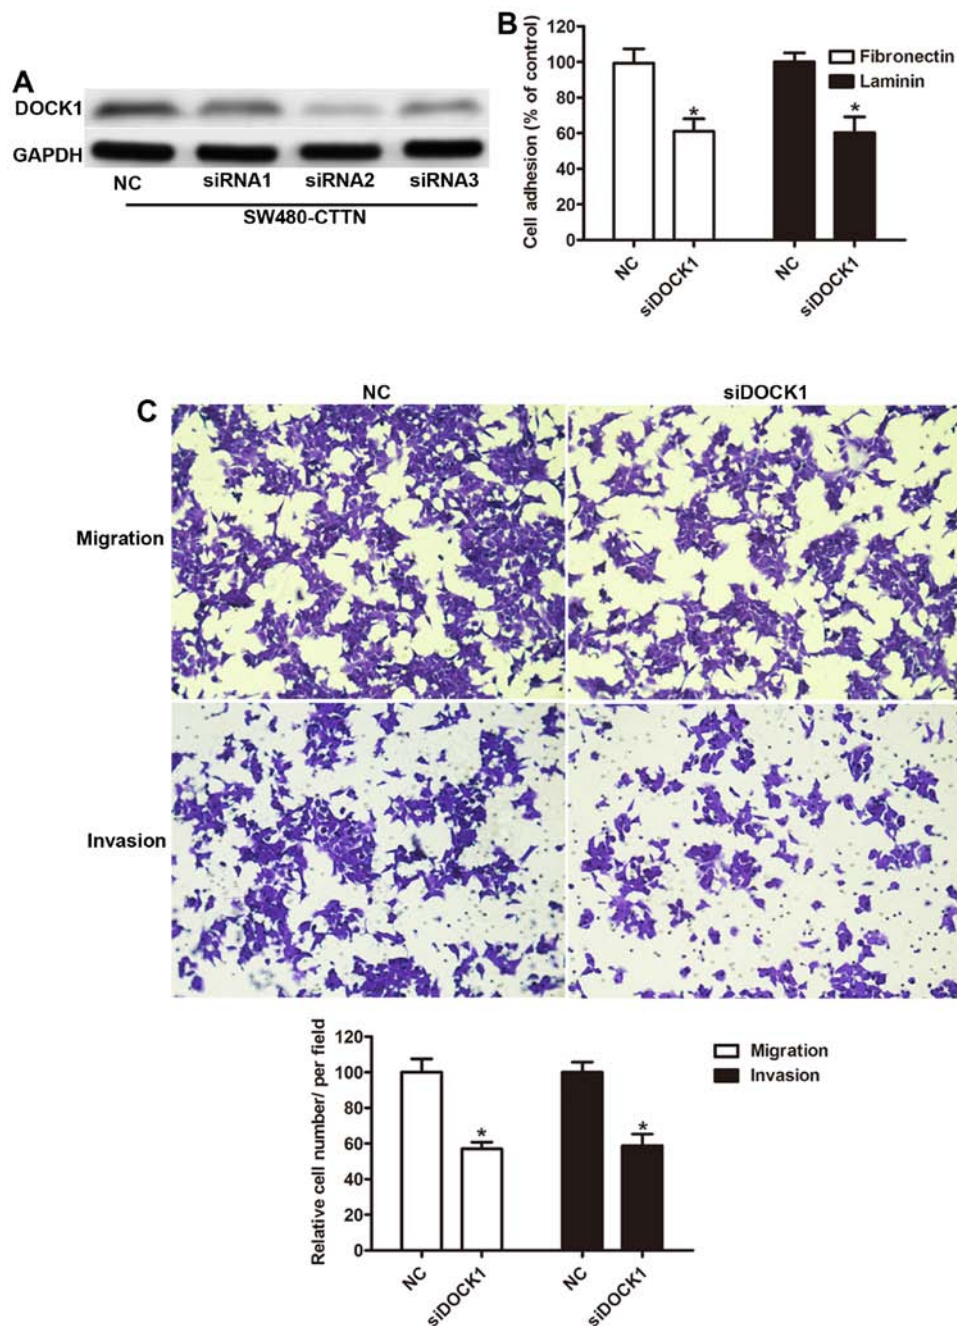 A
DOCK1
GAPDH
NC siRNA1 siRNA2 siRNA3
SW480-CTTN
B
Cell adhesion (% of control)
120
100
80
60
40
20
0
Fibronectin
Laminin
*
*
NC siDOCK1 NC siDOCK1
C
NC siDOCK1
Migration
Invasion
Relative cell number/ per field
120
100
80
60
40
20
0
Migration
Invasion
*
*
NC siDOCK1 NC siDOCK1